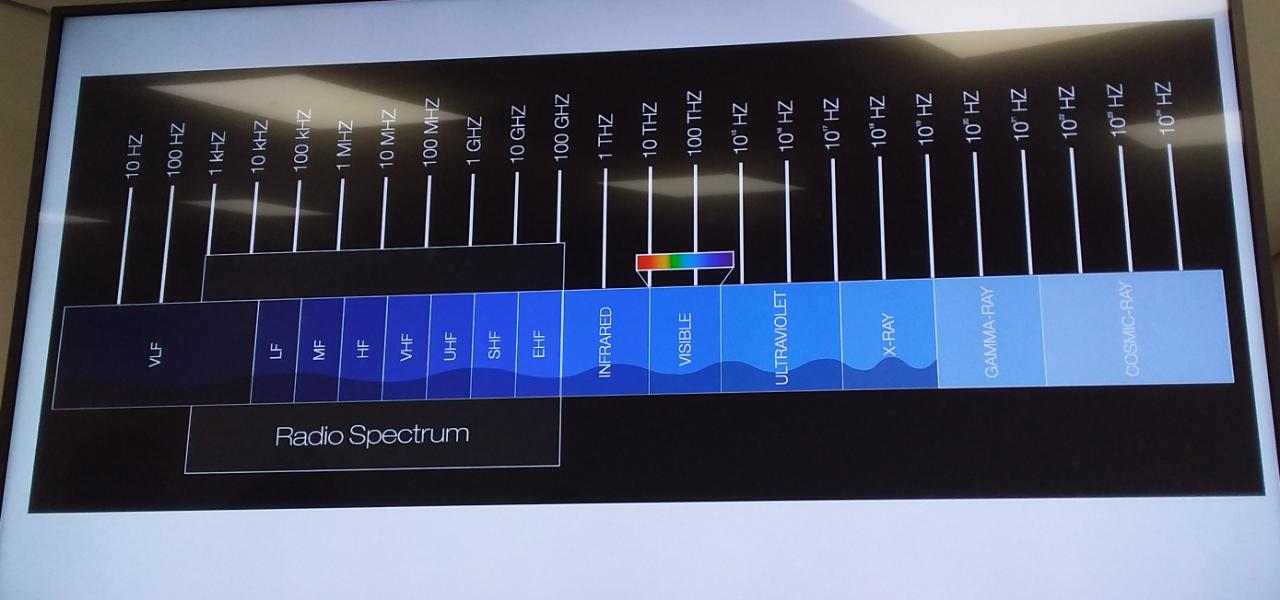 10 HZ
100 HZ
1 kHZ
10 kHZ
100 kHZ
1 MHZ
10 MHZ
100 MHZ
1 GHZ
10 GHZ
100 GHZ
1 THZ
10 THZ
100 THZ
10¹⁵ HZ
10¹⁶ HZ
10¹⁷ HZ
10¹⁸ HZ
10¹⁹ HZ
10²⁰ HZ
10²¹ HZ
10²² HZ
10²³ HZ
10²⁴ HZ
VLF
LF
MF
HF
VHF
UHF
SHF
EHF
INFRARED
VISIBLE
ULTRAVIOLET
X-RAY
GAMMA-RAY
COSMIC-RAY
Radio Spectrum